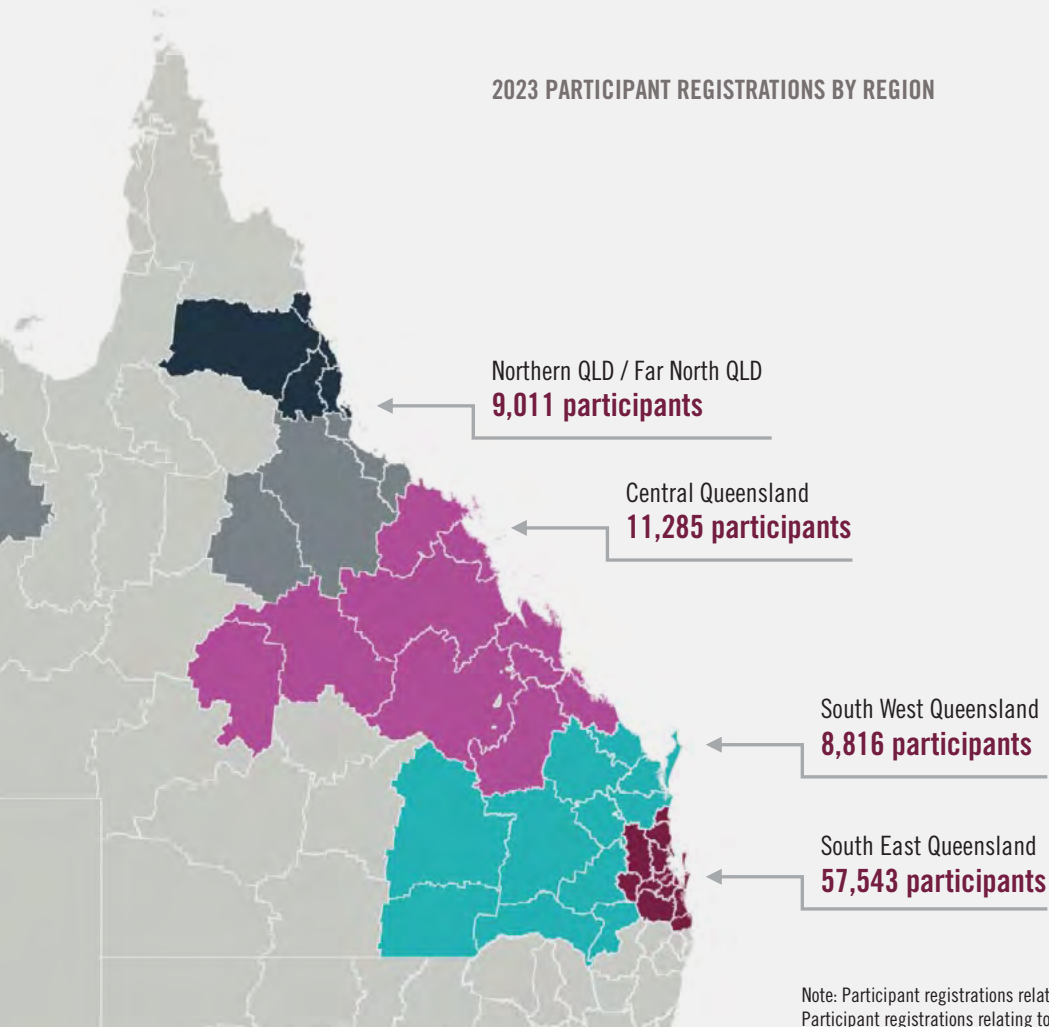 2023 PARTICIPANT REGISTRATIONS BY REGION
Northern QLD / Far North QLD
9,011 participants
Central Queensland
11,285 participants
South West Queensland
8,816 participants
South East Queensland
57,543 participants
Note: Participant registrations relat
Participant registrations relating to